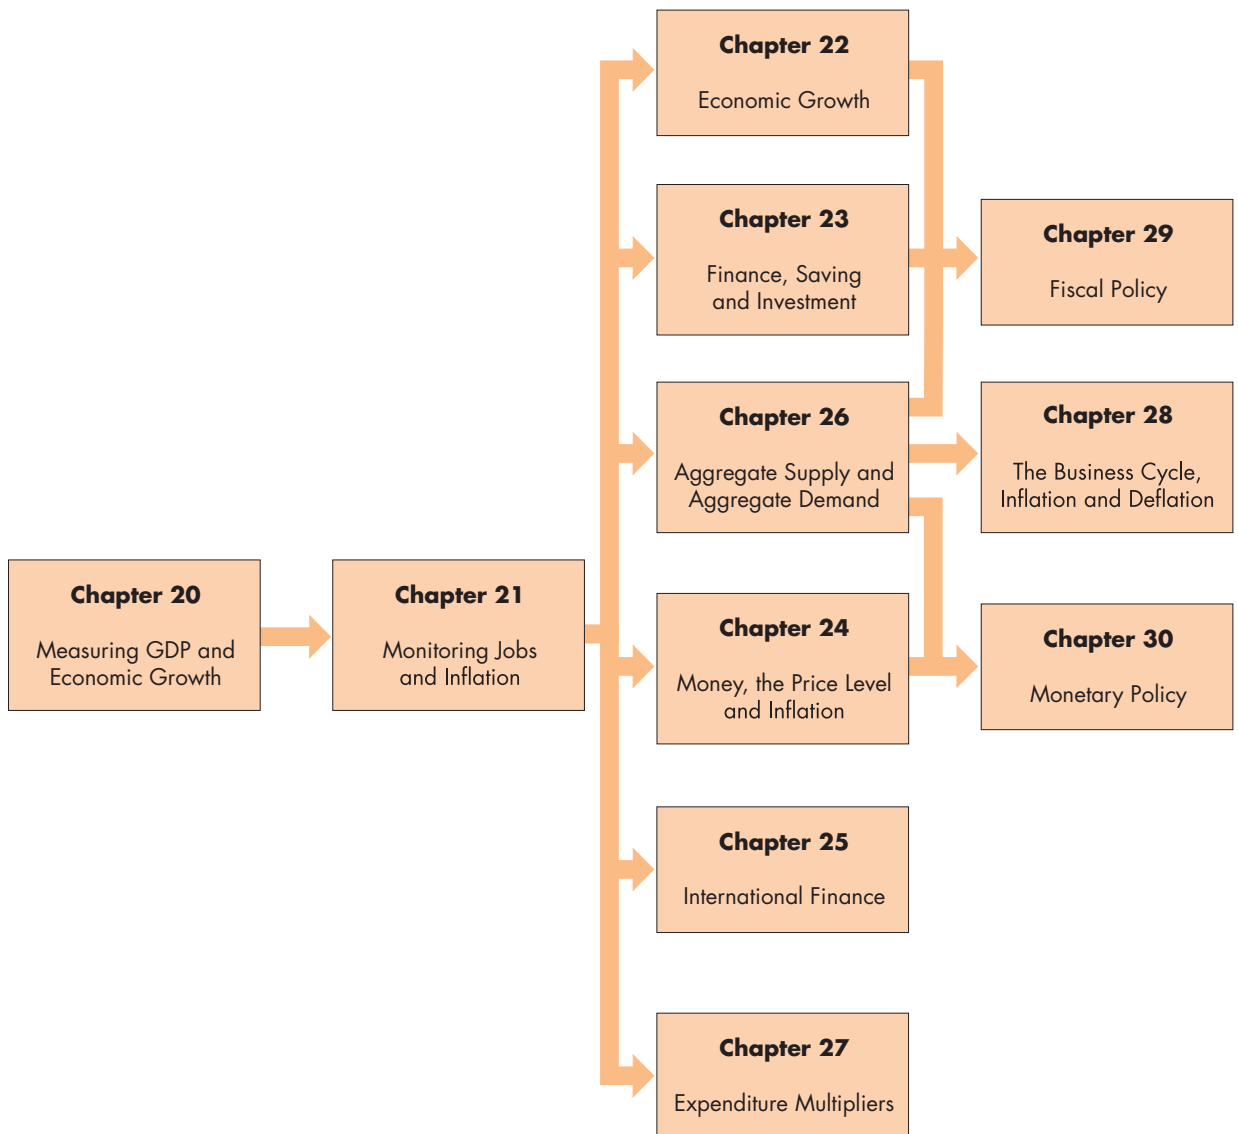 Chapter 20
Measuring GDP and
Economic Growth
Chapter 21
Monitoring Jobs
and Inflation
Chapter 22
Economic Growth
Chapter 23
Finance, Saving
and Investment
Chapter 26
Aggregate Supply and
Aggregate Demand
Chapter 24
Money, the Price Level
and Inflation
Chapter 25
International Finance
Chapter 27
Expenditure Multipliers
Chapter 29
Fiscal Policy
Chapter 28
The Business Cycle,
Inflation and Deflation
Chapter 30
Monetary Policy